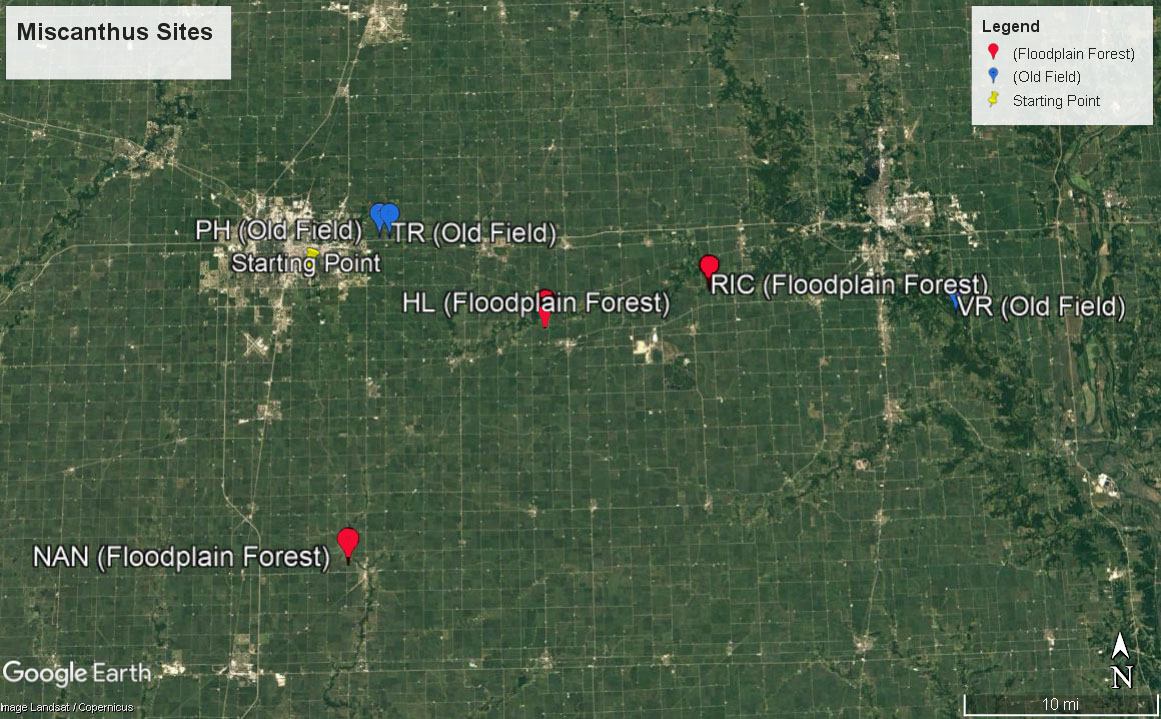 Miscanthus Sites
Legend
(Floodplain Forest)
(Old Field)
Starting Point
PH (Old Field)
TR (Old Field)
Starting Point
RIC (Floodplain Forest)
HL (Floodplain Forest)
VR (Old Field)
NAN (Floodplain Forest)
N
Google Earth
10 mi
mage Landsat / Copernicus